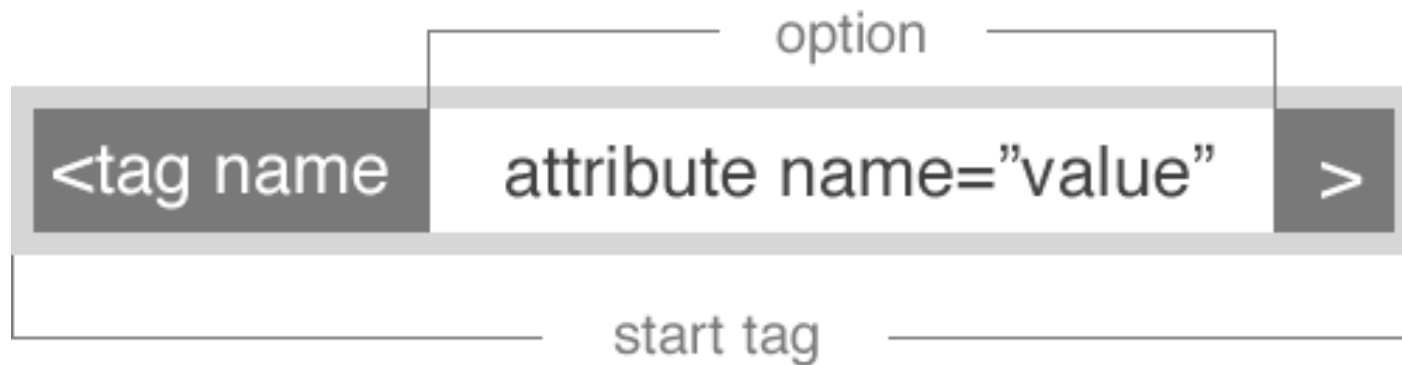 option
<tag name attribute name=”value” >
start tag